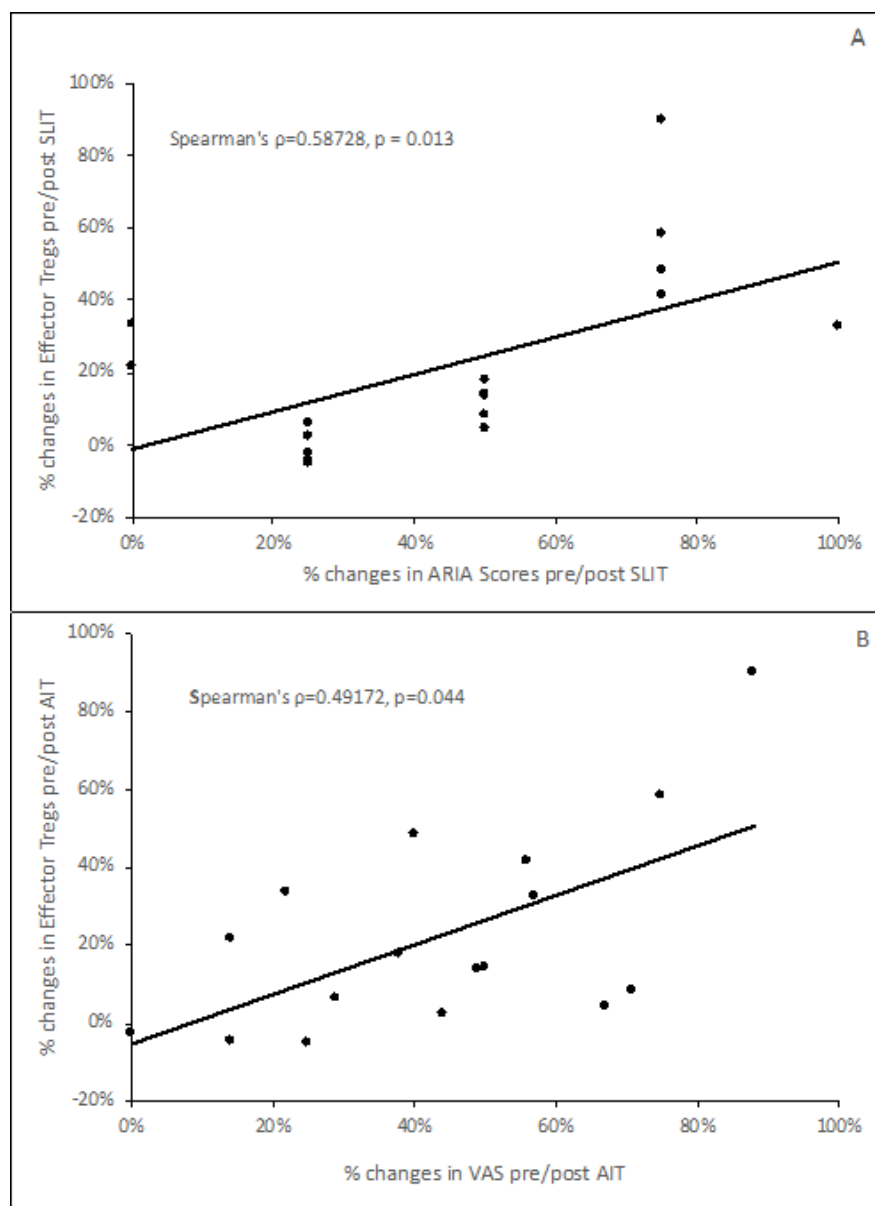 A
100%
80%
60%
40%
20%
0%
-20%
% changes in Effector Tregs pre/post SLIT
Spearman's ρ=0.58728, p = 0.013
0% 20% 40% 60% 80% 100%
% changes in ARIA Scores pre/post SLIT
B
100%
80%
60%
40%
20%
0%
-20%
% changes in Effector Tregs pre/post AIT
Spearman's ρ=0.49172, p=0.044
0% 20% 40% 60% 80% 100%
% changes in VAS pre/post AIT